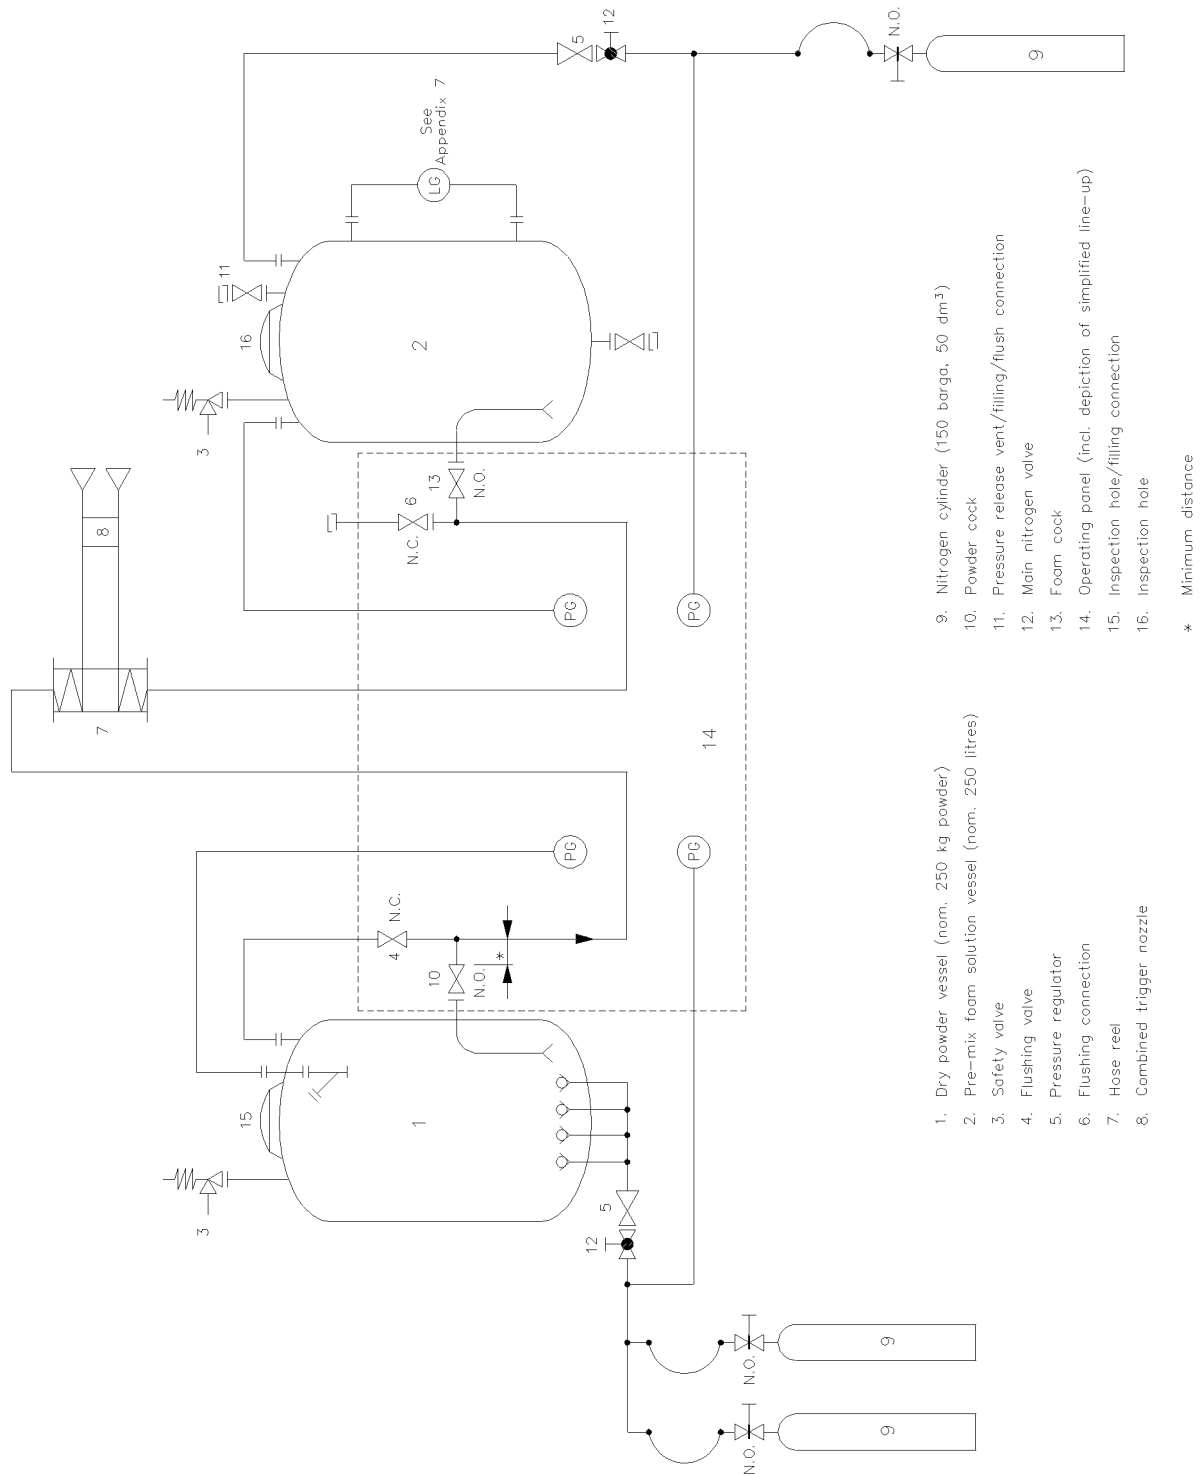 3
15
1
12
5
9
N.O.
9
N.O.
4
N.C.
10
N.O.
*
PG
PG
14
7
8
3
16
11
2
LG
See
Appendix 7
6
N.C.
13
N.O.
PG
PG
5
12
N.O.
9
1. Dry powder vessel (nom. 250 kg powder)
2. Pre-mix foam solution vessel (nom. 250 litres)
3. Safety valve
4. Flushing valve
5. Pressure regulator
6. Flushing connection
7. Hose reel
8. Combined trigger nozzle
9. Nitrogen cylinder (150 barga, 50 dm³)
10. Powder cock
11. Pressure release vent/filling/flush connection
12. Main nitrogen valve
13. Foam cock
14. Operating panel (incl. depiction of simplified line-up)
15. Inspection hole/filling connection
16. Inspection hole
* Minimum distance